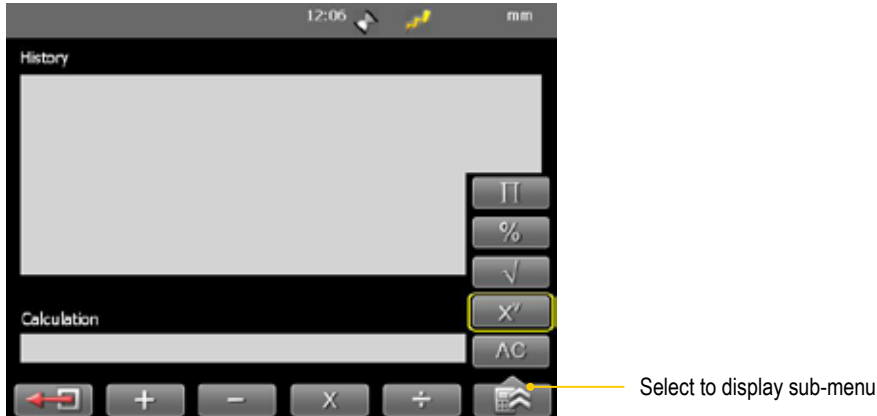 12:06 mm
History
Π
%
√
Xʸ
Calculation
AC
+ − X ÷
Select to display sub-menu